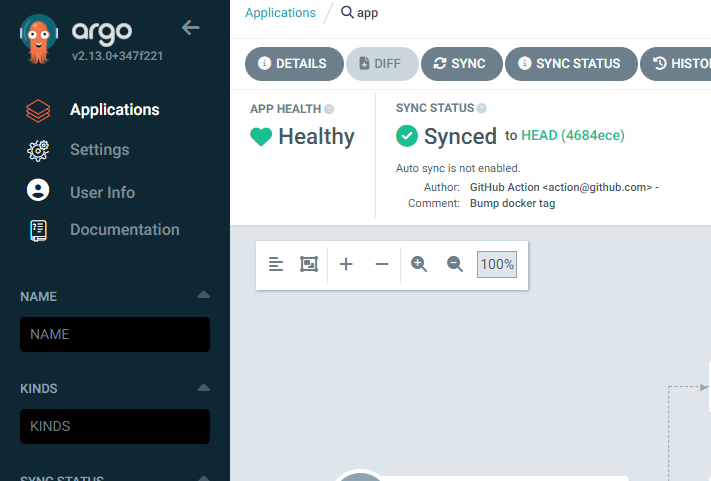 argo
v2.13.0+347f221
Applications
Settings
User Info
Documentation
NAME
NAME
KINDS
KINDS
SYNC STATUS
Applications / app
DETAILS DIFF SYNC SYNC STATUS HISTO
APP HEALTH
Healthy
SYNC STATUS
Synced to HEAD (4684ece)
Auto sync is not enabled.
Author: GitHub Action <action@github.com> -
Comment: Bump docker tag
100%